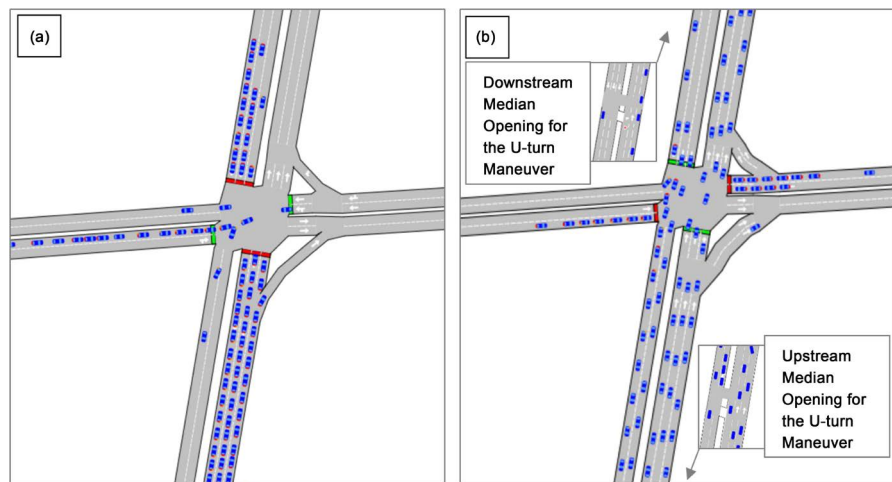 (a)
(b)
Downstream
Median
Opening for
the U-turn
Maneuver
Upstream
Median
Opening for
the U-turn
Maneuver